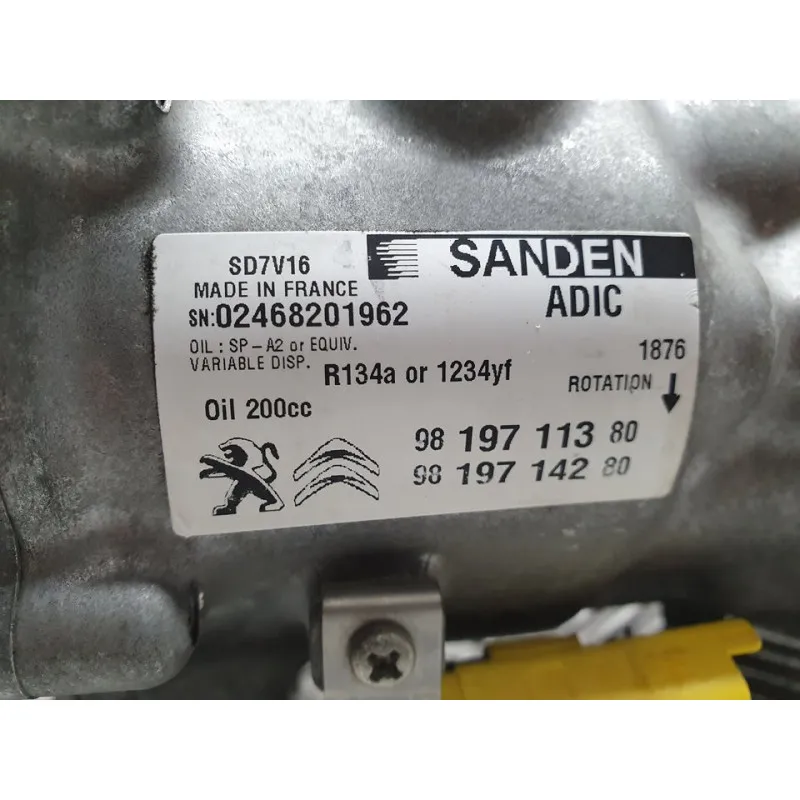 SD7V16
SANDEN
MADE IN FRANCE
ADIC
SN:02468201962
OIL : SP-A2 or EQUIV.
VARIABLE DISP.
R134a or 1234yf
1876
ROTATION
Oil 200cc
98 197 113 80
98 197 142 80